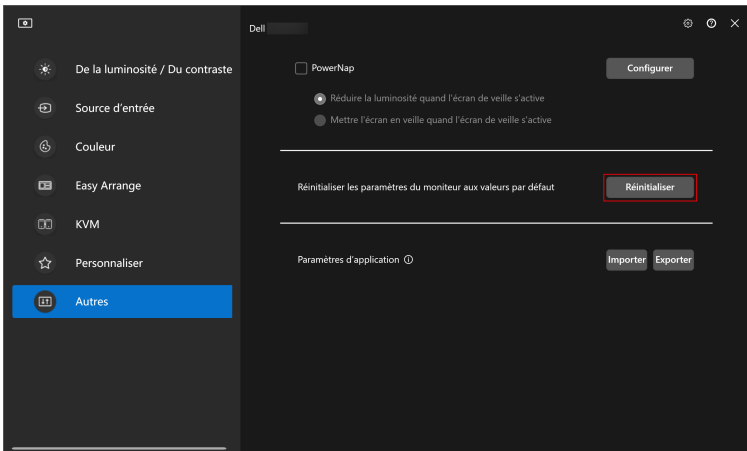 Dell
De la luminosité / Du contraste
Source d'entrée
Couleur
Easy Arrange
KVM
Personnaliser
Autres
PowerNap
Configurer
Réduire la luminosité quand l'écran de veille s'active
Mettre l'écran en veille quand l'écran de veille s'active
Réinitialiser les paramètres du moniteur aux valeurs par défaut
Réinitialiser
Paramètres d'application
Importer
Exporter